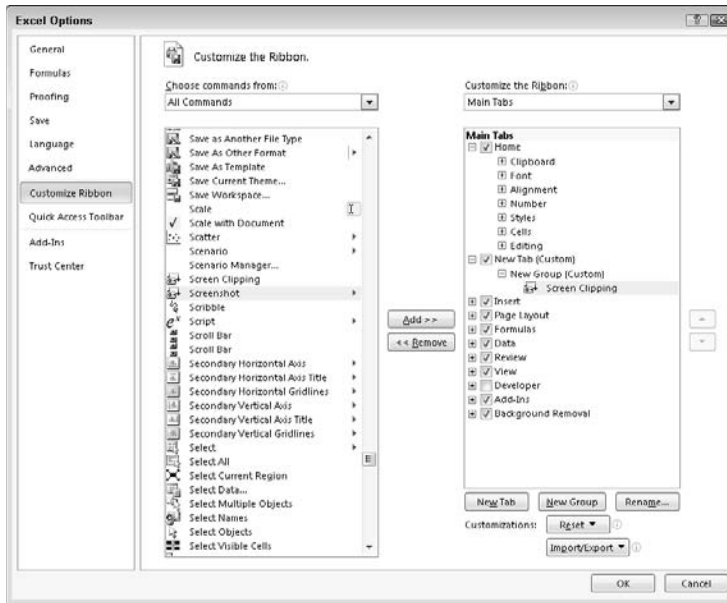 Excel Options
General
Formulas
Proofing
Save
Language
Advanced
Customize Ribbon
Quick Access Toolbar
Add-Ins
Trust Center
Customize the Ribbon.
Choose commands from:
All Commands
Save as Another File Type
Save As Other Format
Save As Template
Save Current Theme...
Save Workspace...
Scale
Scale with Document
Scatter
Scenario
Scenario Manager...
Screen Clipping
Screenshot
Scribble
Script
Scroll Bar
Scroll Bar
Secondary Horizontal Axis
Secondary Horizontal Axis Title
Secondary Horizontal Gridlines
Secondary Vertical Axis
Secondary Vertical Axis Title
Secondary Vertical Gridlines
Select
Select All
Select Current Region
Select Data...
Select Multiple Objects
Select Names
Select Objects
Select Visible Cells
Add >>
<< Remove
Customize the Ribbon:
Main Tabs
Main Tabs
Home
Clipboard
Font
Alignment
Number
Styles
Cells
Editing
New Tab (Custom)
New Group (Custom)
Screen Clipping
Insert
Page Layout
Formulas
Data
Review
View
Developer
Add-Ins
Background Removal
New Tab New Group Rename...
Customizations: Reset
Import/Export
OK Cancel